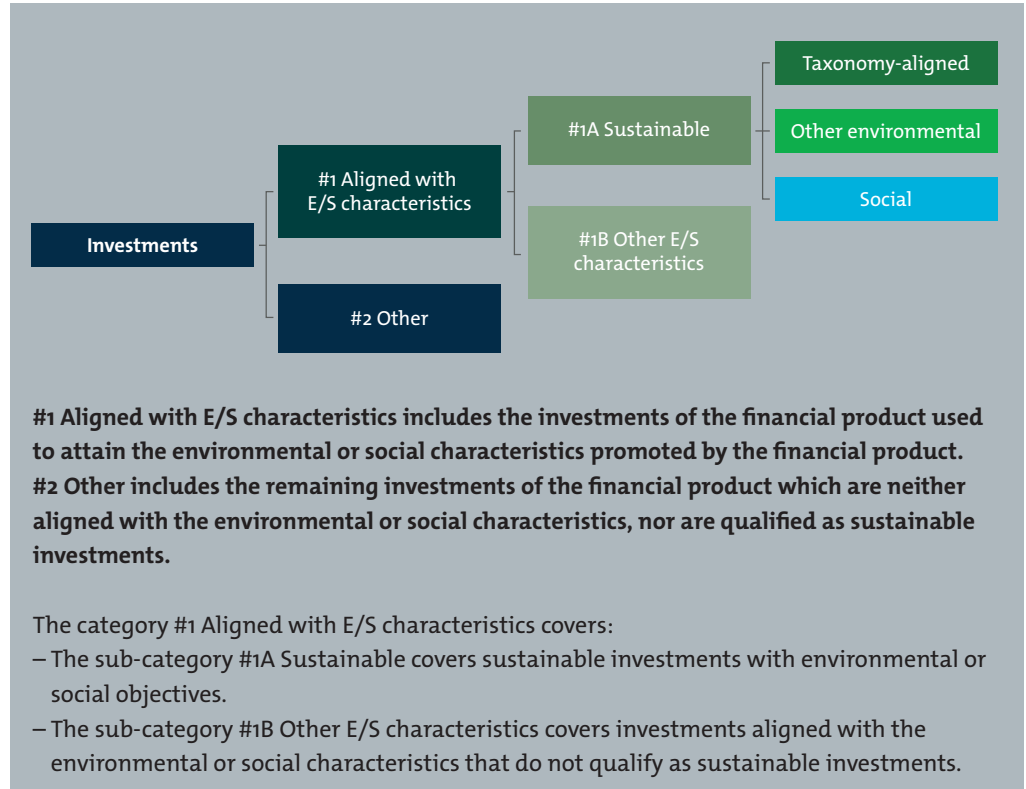 Taxonomy-aligned
#1A Sustainable
Other environmental
#1 Aligned with
E/S characteristics
Social
#1B Other E/S
characteristics
Investments
#2 Other
#1 Aligned with E/S characteristics includes the investments of the financial product used
to attain the environmental or social characteristics promoted by the financial product.
#2 Other includes the remaining investments of the financial product which are neither
aligned with the environmental or social characteristics, nor are qualified as sustainable
investments.
The category #1 Aligned with E/S characteristics covers:
– The sub-category #1A Sustainable covers sustainable investments with environmental or
social objectives.
– The sub-category #1B Other E/S characteristics covers investments aligned with the
environmental or social characteristics that do not qualify as sustainable investments.